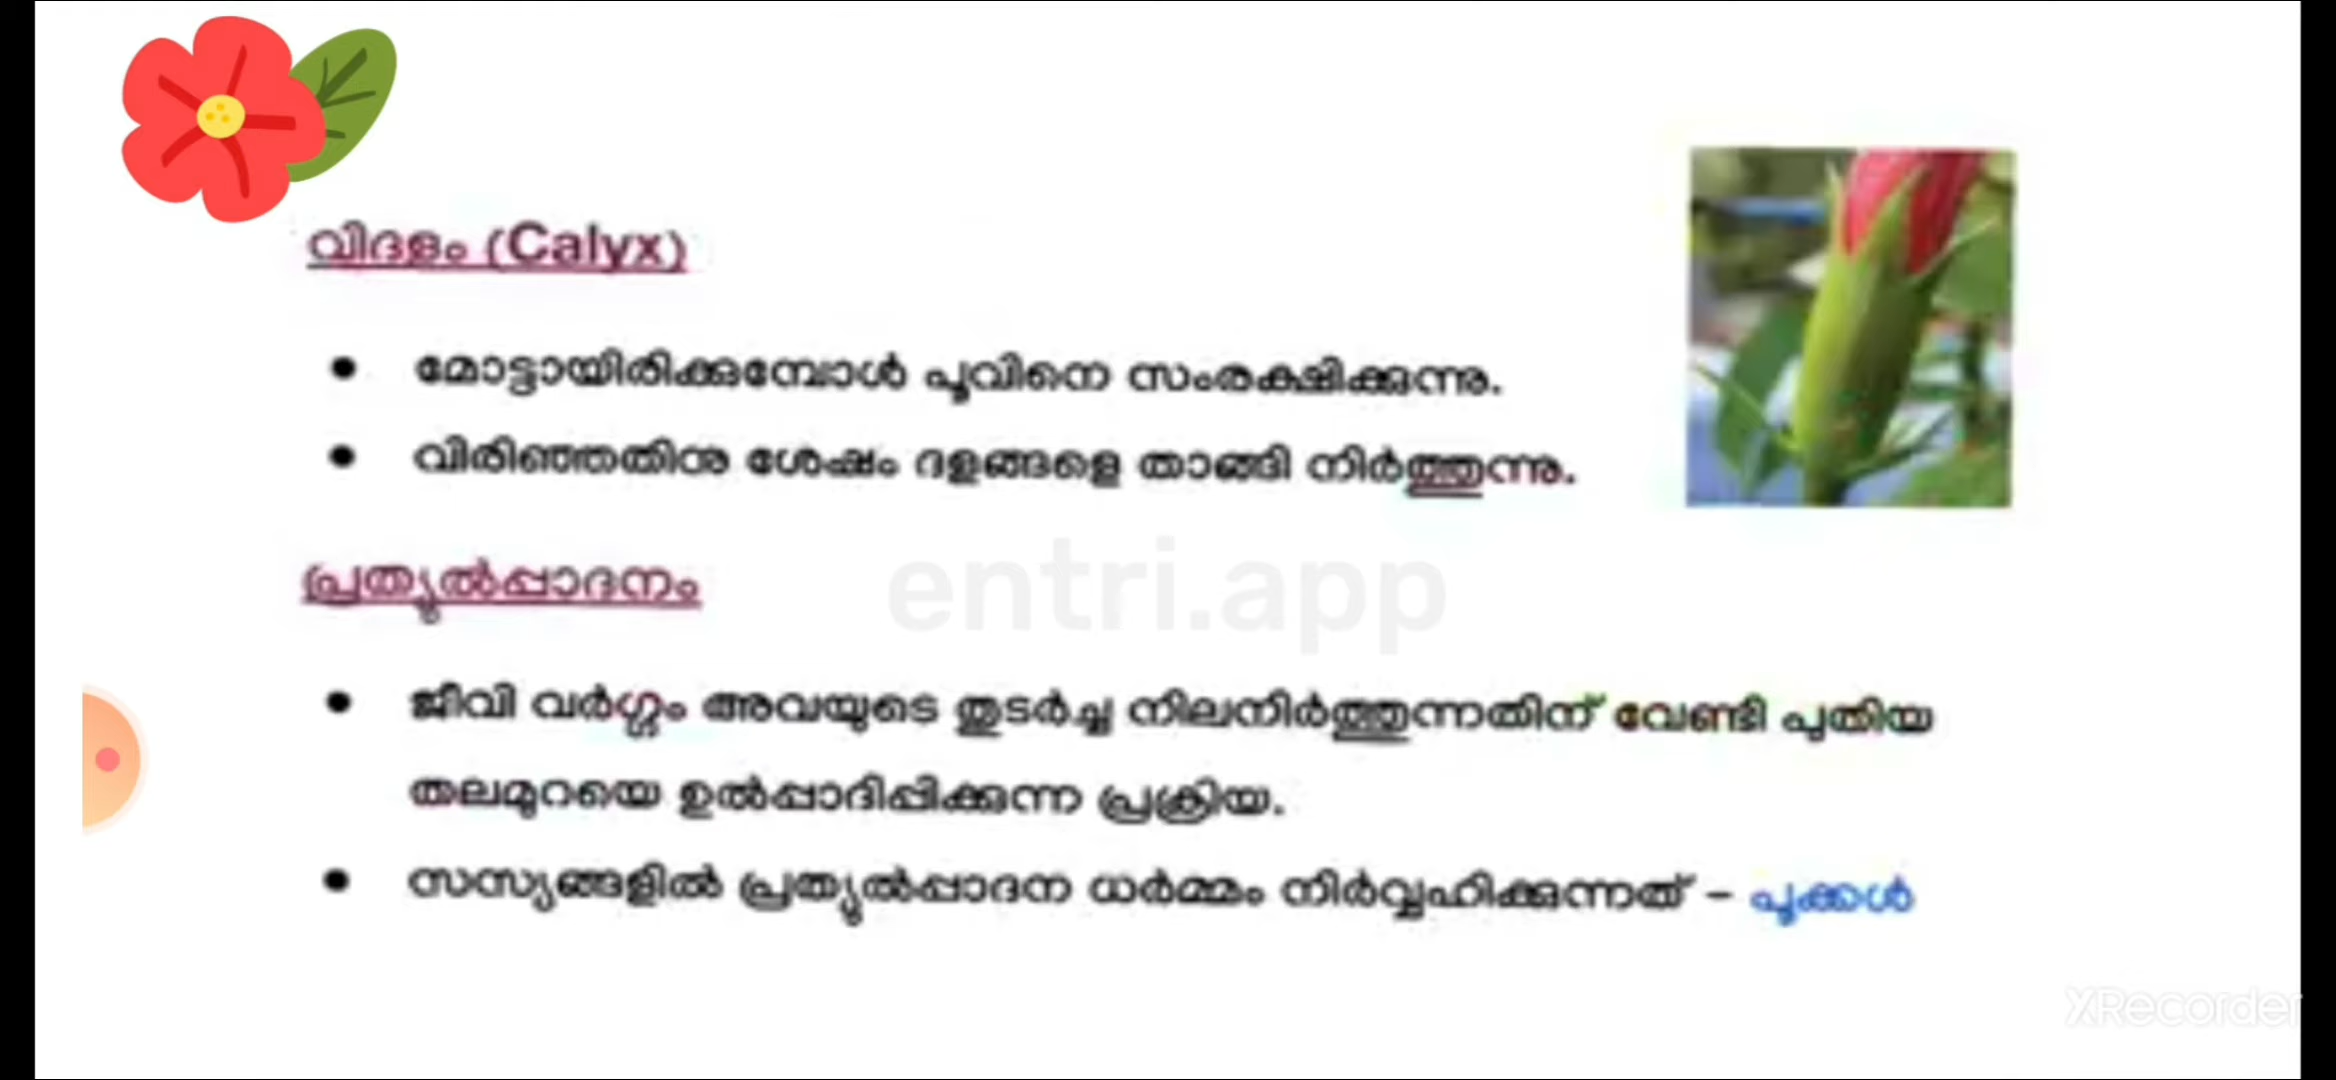 വിദളം (Calyx)
മോട്ടായിരിക്കുമ്പോൾ പൂവിനെ സംരക്ഷിക്കുന്നു.
വിരിഞ്ഞതിനു ശേഷം ദളങ്ങളെ താങ്ങി നിർത്തുന്നു.
പ്രത്യുൽപ്പാദനം
entri.app
ജീവി വർഗ്ഗം അവയുടെ തുടർച്ച നിലനിർത്തുന്നതിന് വേണ്ടി പുതിയ
തലമുറയെ ഉൽപ്പാദിപ്പിക്കുന്ന പ്രക്രിയ.
സസ്യങ്ങളിൽ പ്രത്യുൽപ്പാദന ധർമ്മം നിർവ്വഹിക്കുന്നത് – പൂക്കൾ
XRecorder